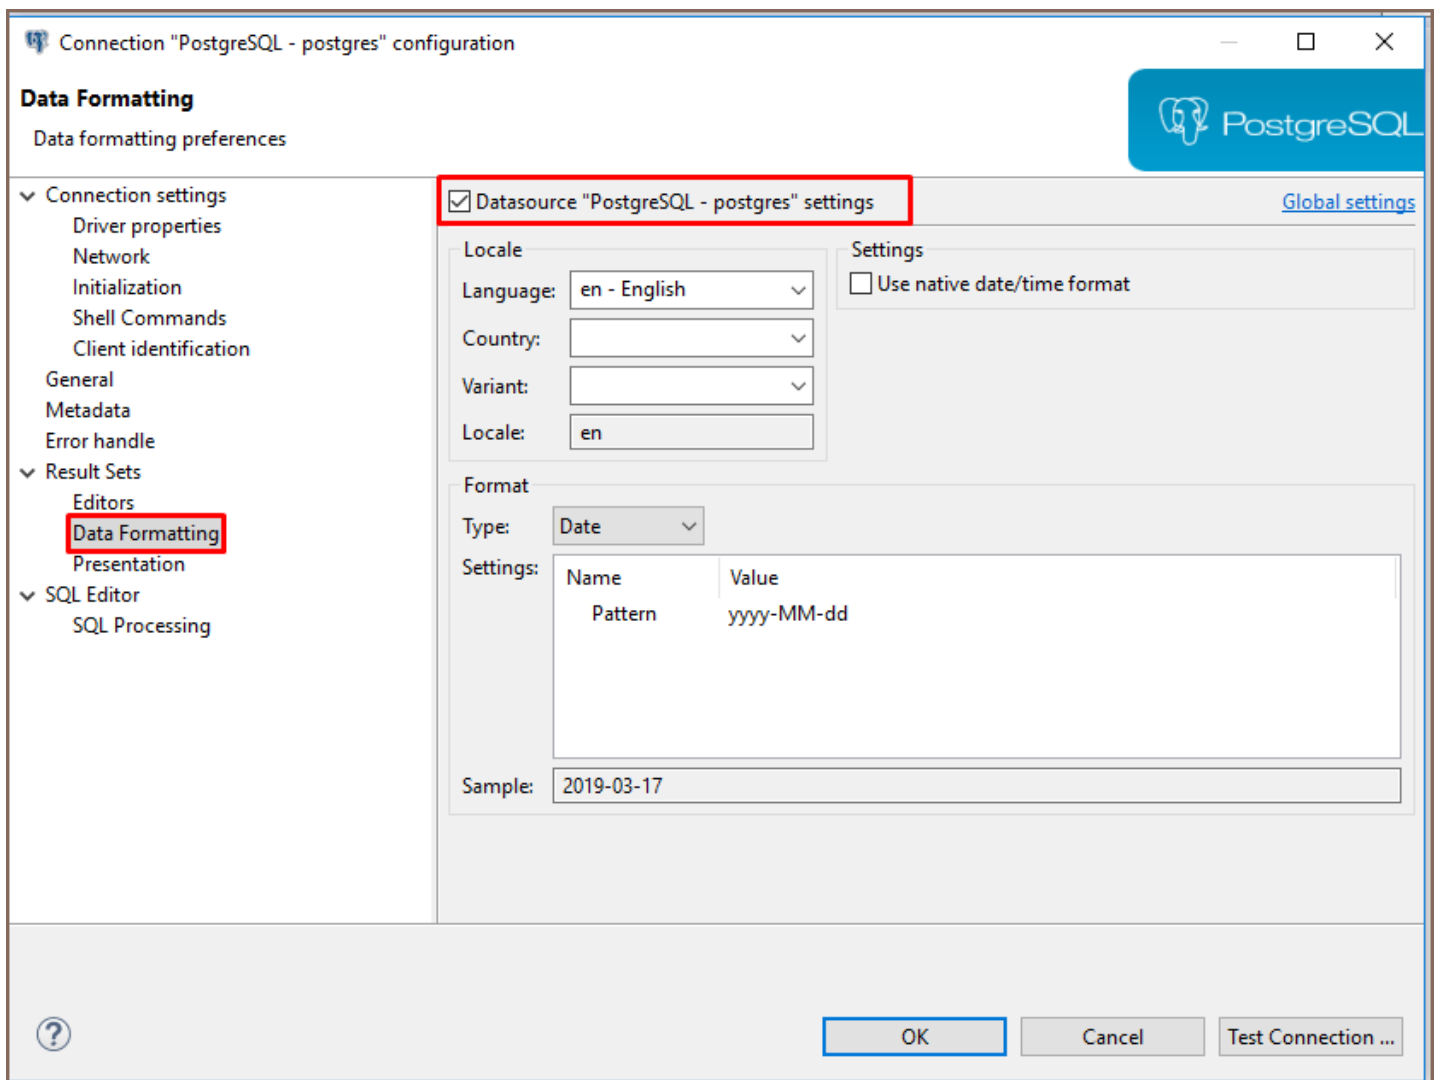 Connection "PostgreSQL - postgres" configuration
Data Formatting
Data formatting preferences
PostgreSQL
Connection settings
Driver properties
Network
Initialization
Shell Commands
Client identification
General
Metadata
Error handle
Result Sets
Editors
Data Formatting
Presentation
SQL Editor
SQL Processing
Datasource "PostgreSQL - postgres" settings
Global settings
Locale
Language: en - English
Country:
Variant:
Locale: en
Settings
Use native date/time format
Format
Type: Date
Settings:
Name Value
Pattern yyyy-MM-dd
Sample: 2019-03-17
?
OK Cancel Test Connection ...